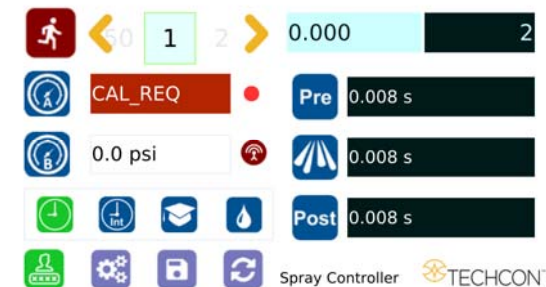 50 1 2 0.000 2
A CAL_REQ Pre 0.008 s
B 0.0 psi 0.008 s
Int Post 0.008 s
Spray Controller TECHCON